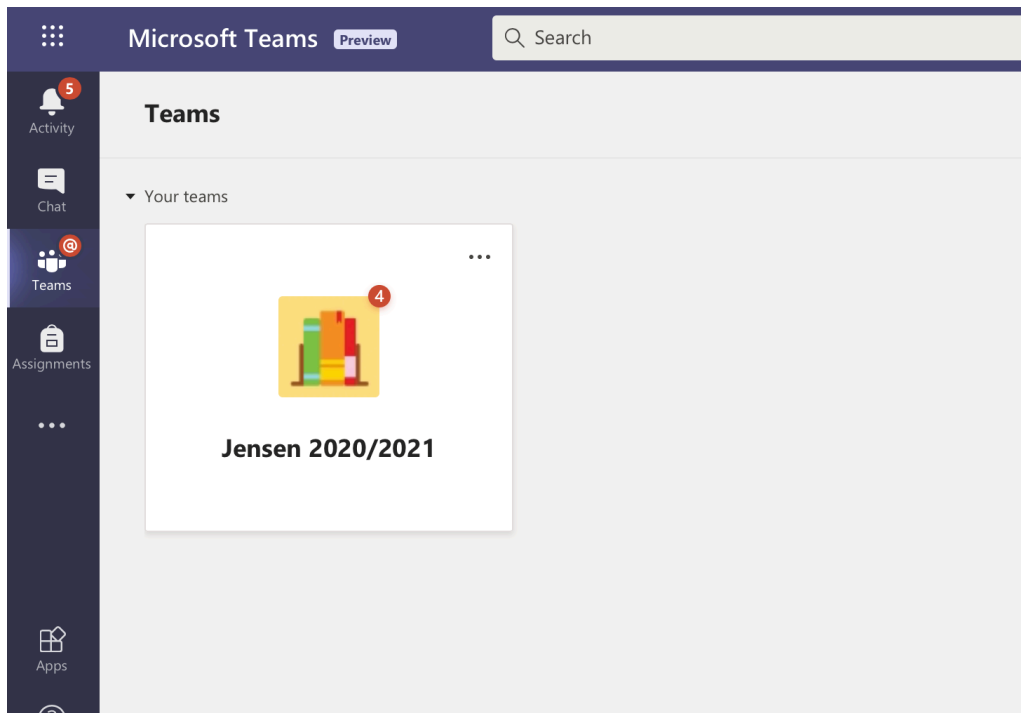 Microsoft Teams Preview
Search
5
Activity
Chat
@
Teams
Assignments
Apps
Teams
Your teams
4
Jensen 2020/2021